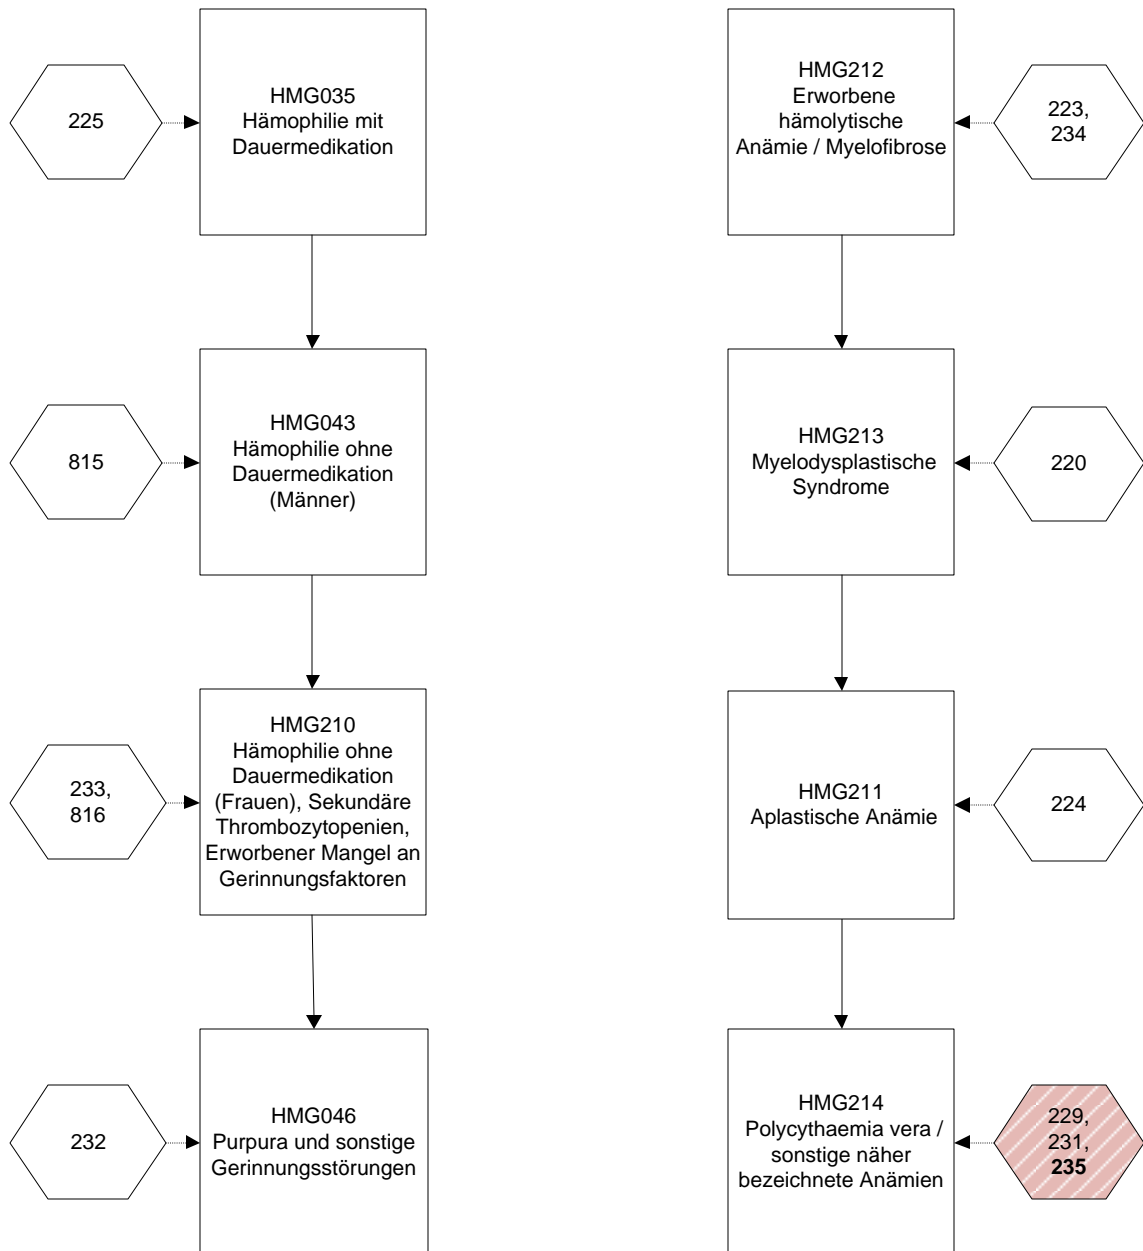 225
HMG035
Hämophilie mit
Dauermedikation
HMG212
Erworbene
hämolytische
Anämie / Myelofibrose
223,
234
815
HMG043
Hämophilie ohne
Dauermedikation
(Männer)
HMG213
Myelodysplastische
Syndrome
220
233,
816
HMG210
Hämophilie ohne
Dauermedikation
(Frauen), Sekundäre
Thrombozytopenien,
Erworbener Mangel an
Gerinnungsfaktoren
HMG211
Aplastische Anämie
224
232
HMG046
Purpura und sonstige
Gerinnungsstörungen
HMG214
Polycythaemia vera /
sonstige näher
bezeichnete Anämien
229,
231,
235